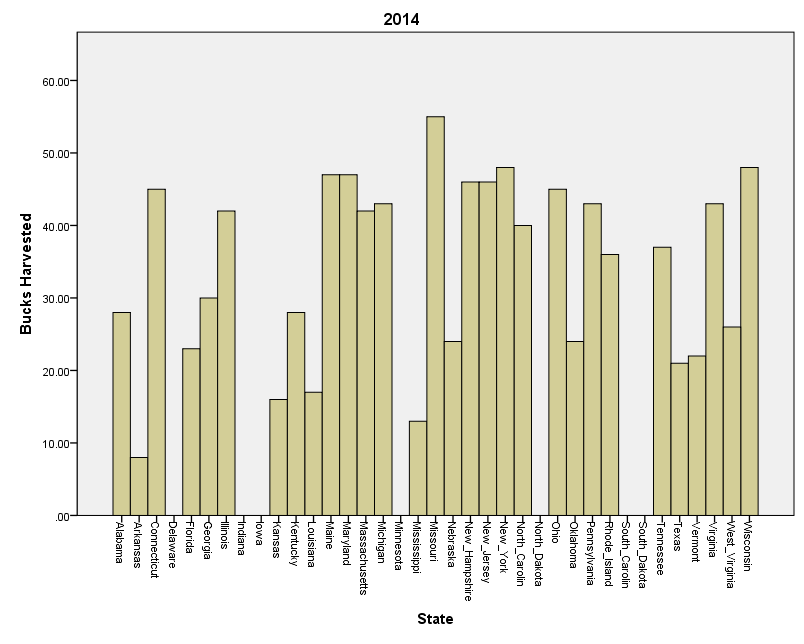 2014
Bucks Harvested
60.00
50.00
40.00
30.00
20.00
10.00
.00
Alabama
Arkansas
Connecticut
Delaware
Florida
Georgia
Illinois
Indiana
Iowa
Kansas
Kentucky
Louisiana
Maine
Maryland
Massachusetts
Michigan
Minnesota
Mississippi
Missouri
Nebraska
New_Hampshire
New_Jersey
New_York
North_Carolin
North_Dakota
Ohio
Oklahoma
Pennsylvania
Rhode_Island
South_Carolin
South_Dakota
Tennessee
Texas
Vermont
Virginia
West_Virginia
Wisconsin
State